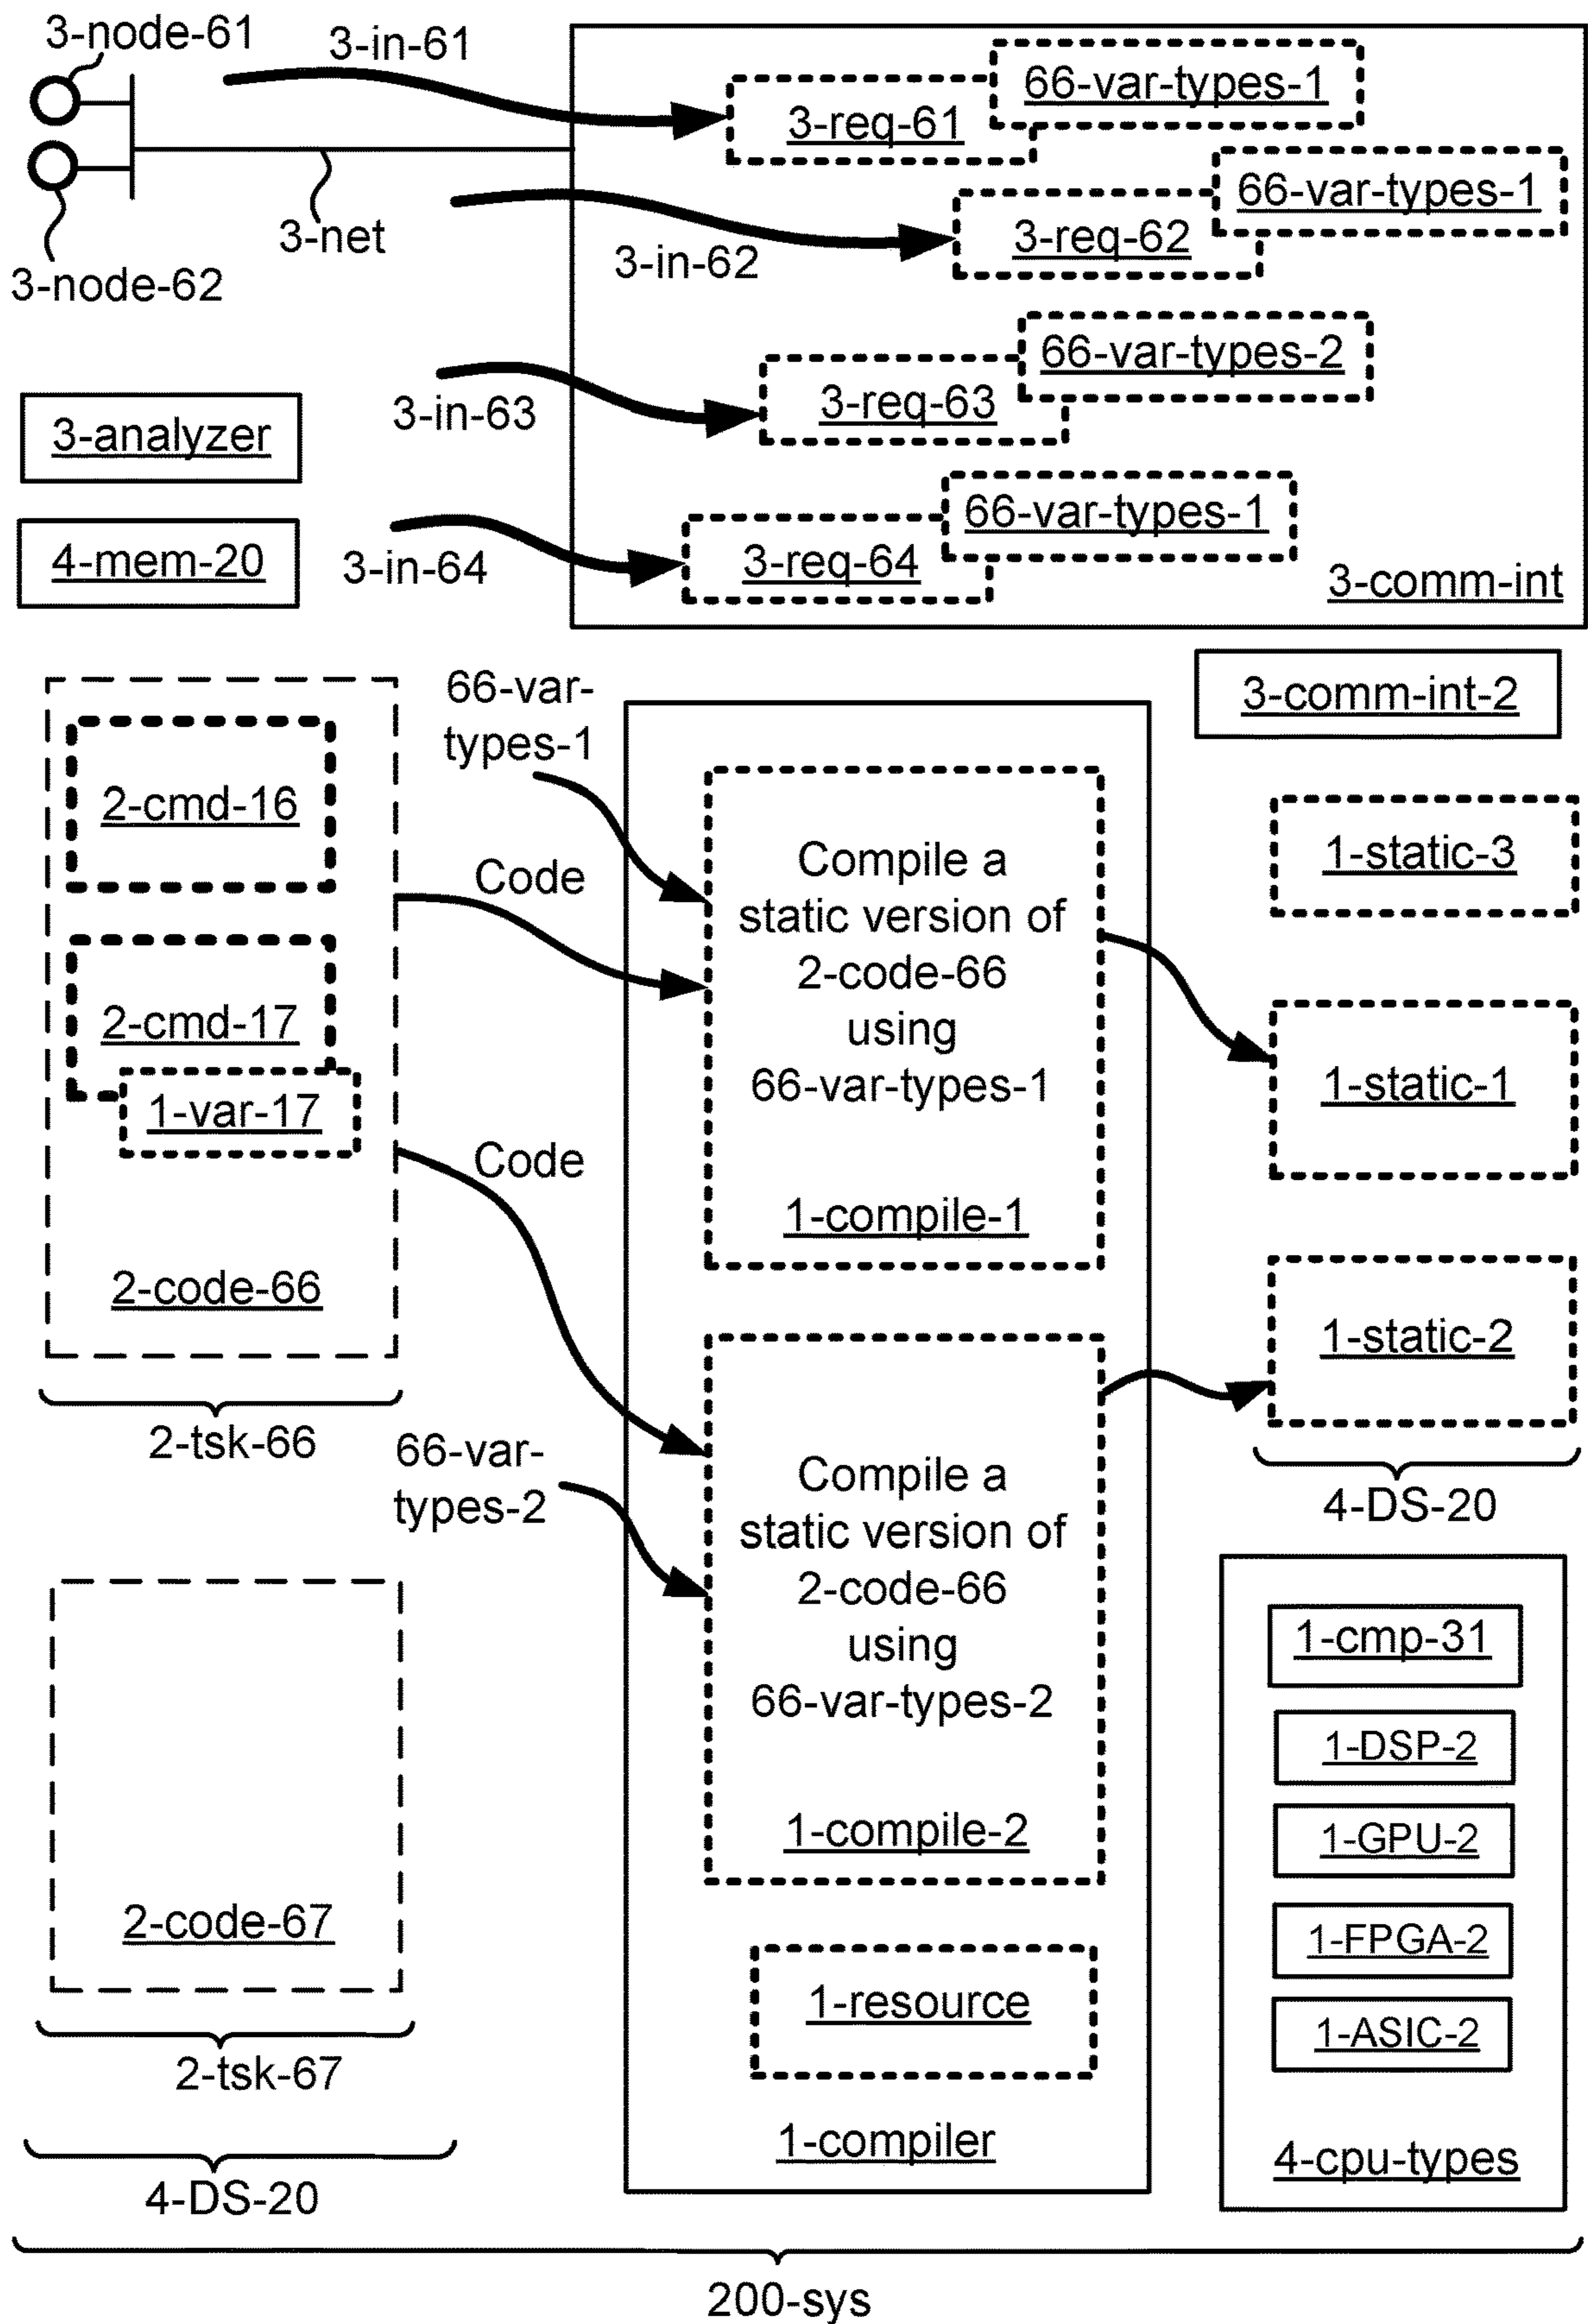 3-node-61
3-in-61
66-var-types-1
3-req-61
66-var-types-1
3-net
3-req-62
3-in-62
3-node-62
66-var-types-2
3-req-63
3-in-63
3-analyzer
66-var-types-1
3-req-64
3-in-64
4-mem-20
3-comm-int
66-var-
types-1
3-comm-int-2
2-cmd-16
Code
Compile a
static version of
2-code-66
using
66-var-types-1
1-compile-1
1-static-3
2-cmd-17
1-var-17
1-static-1
Code
2-code-66
2-tsk-66
1-static-2
66-var-
types-2
Compile a
static version of
2-code-66
using
66-var-types-2
1-compile-2
4-DS-20
1-cmp-31
1-DSP-2
1-GPU-2
1-FPGA-2
1-ASIC-2
4-cpu-types
2-code-67
2-tsk-67
1-resource
1-compiler
4-DS-20
200-sys